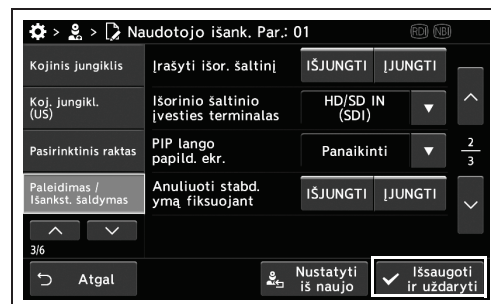 > > Naudotojo išank. Par.: 01 RDI NBI
Kojinis jungiklis
Įrašyti išor. šaltinį
IŠJUNGTI ĮJUNGTI
Koj. jungikl.
(US)
Išorinio šaltinio
įvesties terminalas
HD/SD IN
(SDI)
Pasirinktinis raktas
PIP lango
papild. ekr.
Panaikinti
2
3
Paleidimas /
Išankst. šaldymas
Anuliuoti stabd.
ymą fiksuojant
IŠJUNGTI ĮJUNGTI
3/6
Atgal
Nustatyti
iš naujo
Išsaugoti
ir uždaryti